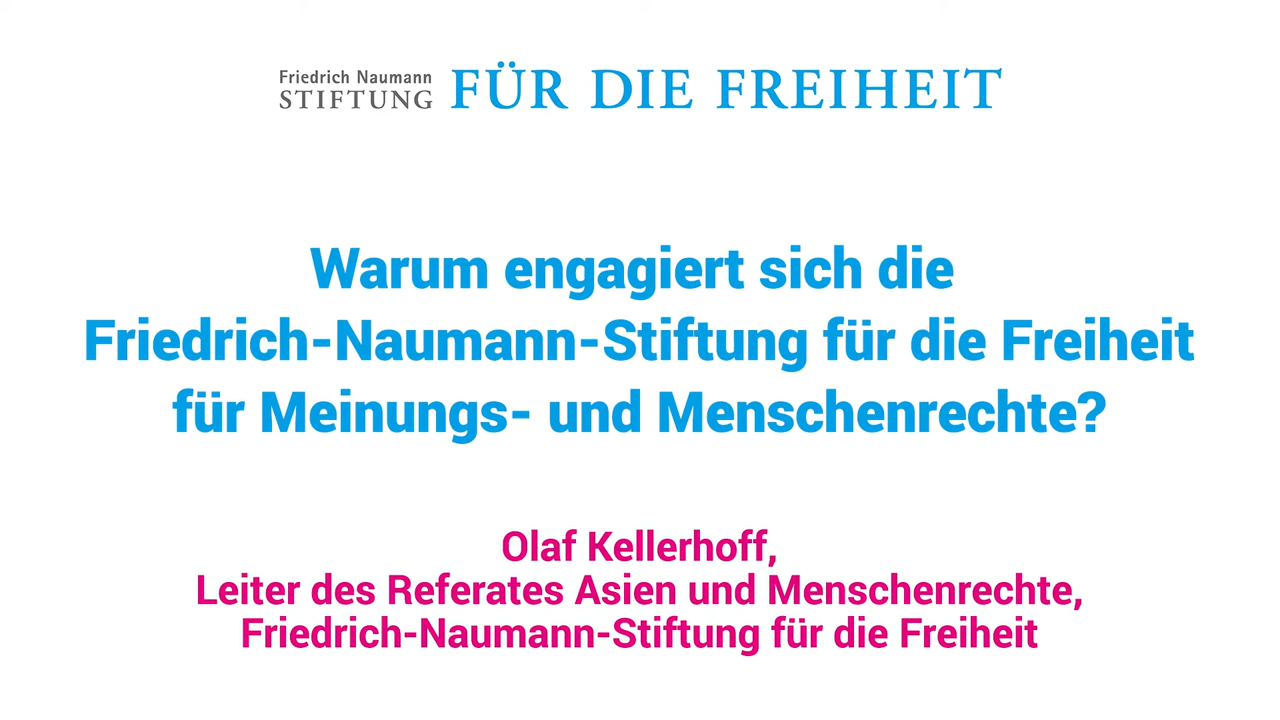 Friedrich Naumann
STIFTUNG FÜR DIE FREIHEIT
Warum engagiert sich die
Friedrich-Naumann-Stiftung für die Freiheit
für Meinungs- und Menschenrechte?
Olaf Kellerhoff,
Leiter des Referates Asien und Menschenrechte,
Friedrich-Naumann-Stiftung für die Freiheit